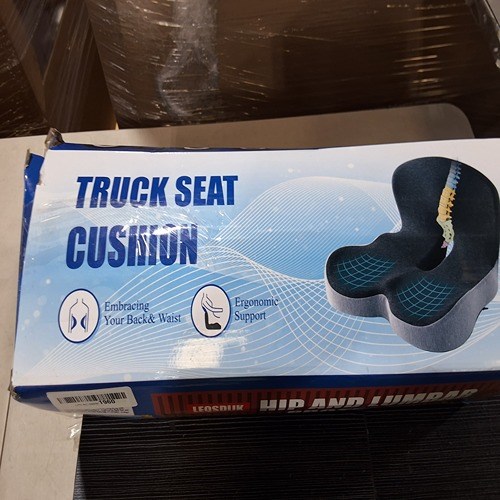 TRUCK SEAT
CUSHION
Embracing
Your Back& Waist
Ergonomic
Support
HIP AND LUMBAR